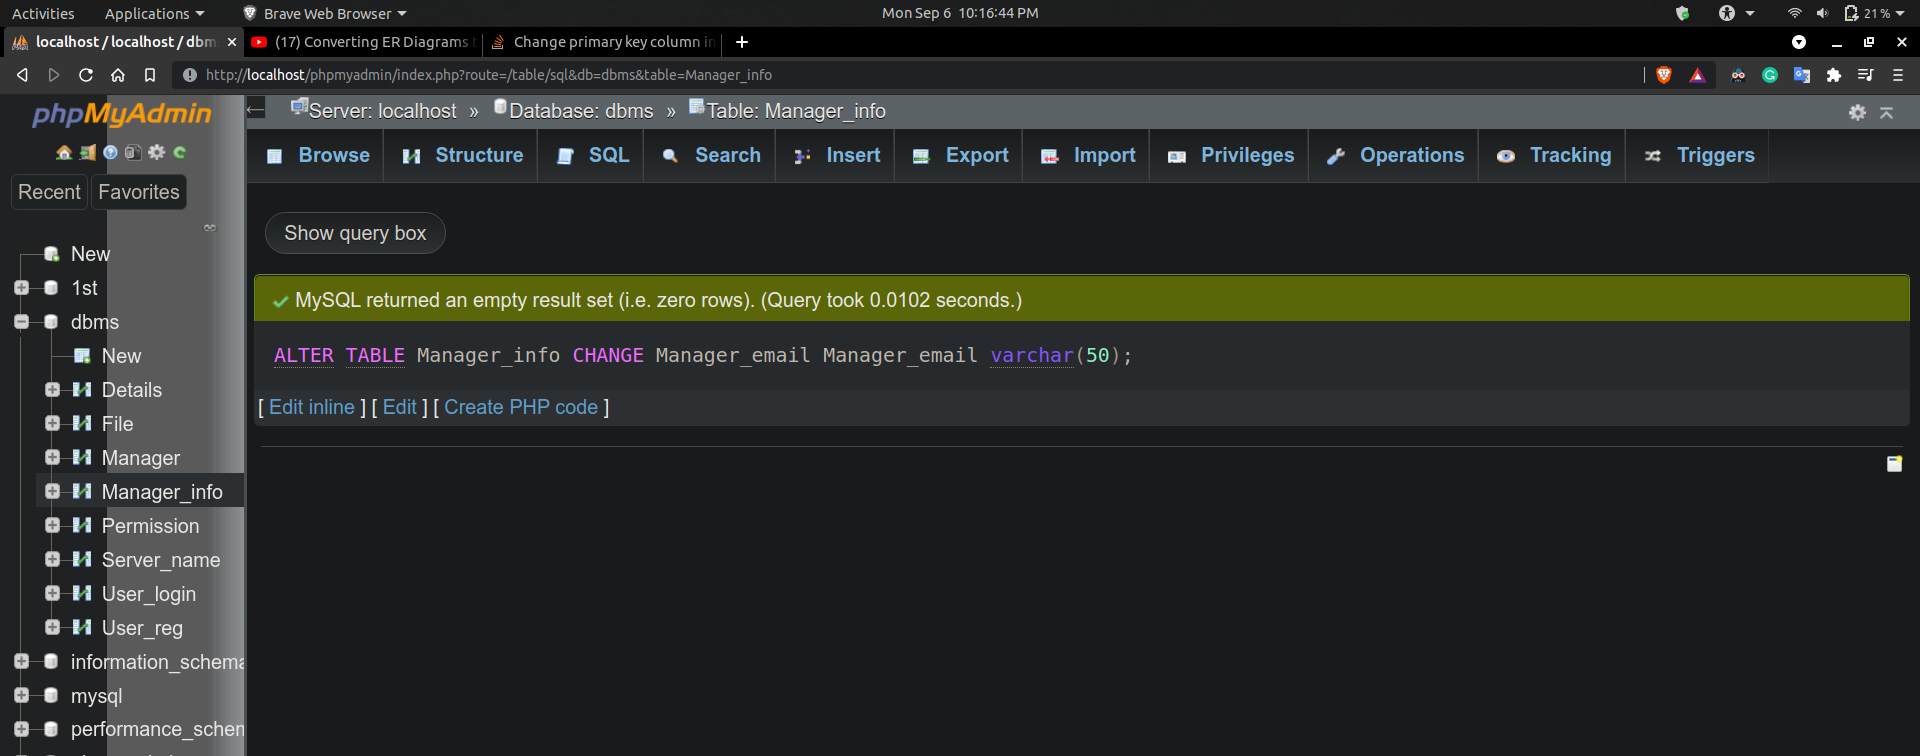 Activities Applications Brave Web Browser Mon Sep 6 10:16:44 PM 21 %
localhost / localhost / dbm (17) Converting ER Diagrams t Change primary key column in
http://localhost/phpmyadmin/index.php?route=/table/sql&db=dbms&table=Manager_info
phpMyAdmin
Server: localhost » Database: dbms » Table: Manager_info
Browse Structure SQL Search Insert Export Import Privileges Operations Tracking Triggers
Recent Favorites
Show query box
New
1st
dbms
New
Details
File
Manager
Manager_info
Permission
Server_name
User_login
User_reg
information_schema
mysql
performance_schem
MySQL returned an empty result set (i.e. zero rows). (Query took 0.0102 seconds.)
ALTER TABLE Manager_info CHANGE Manager_email Manager_email varchar(50);
[ Edit inline ] [ Edit ] [ Create PHP code ]